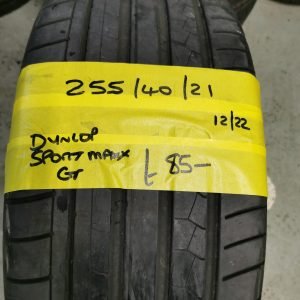 255/40/21
12/22
DUNLOP
SPORT MAXX
GT
£85-